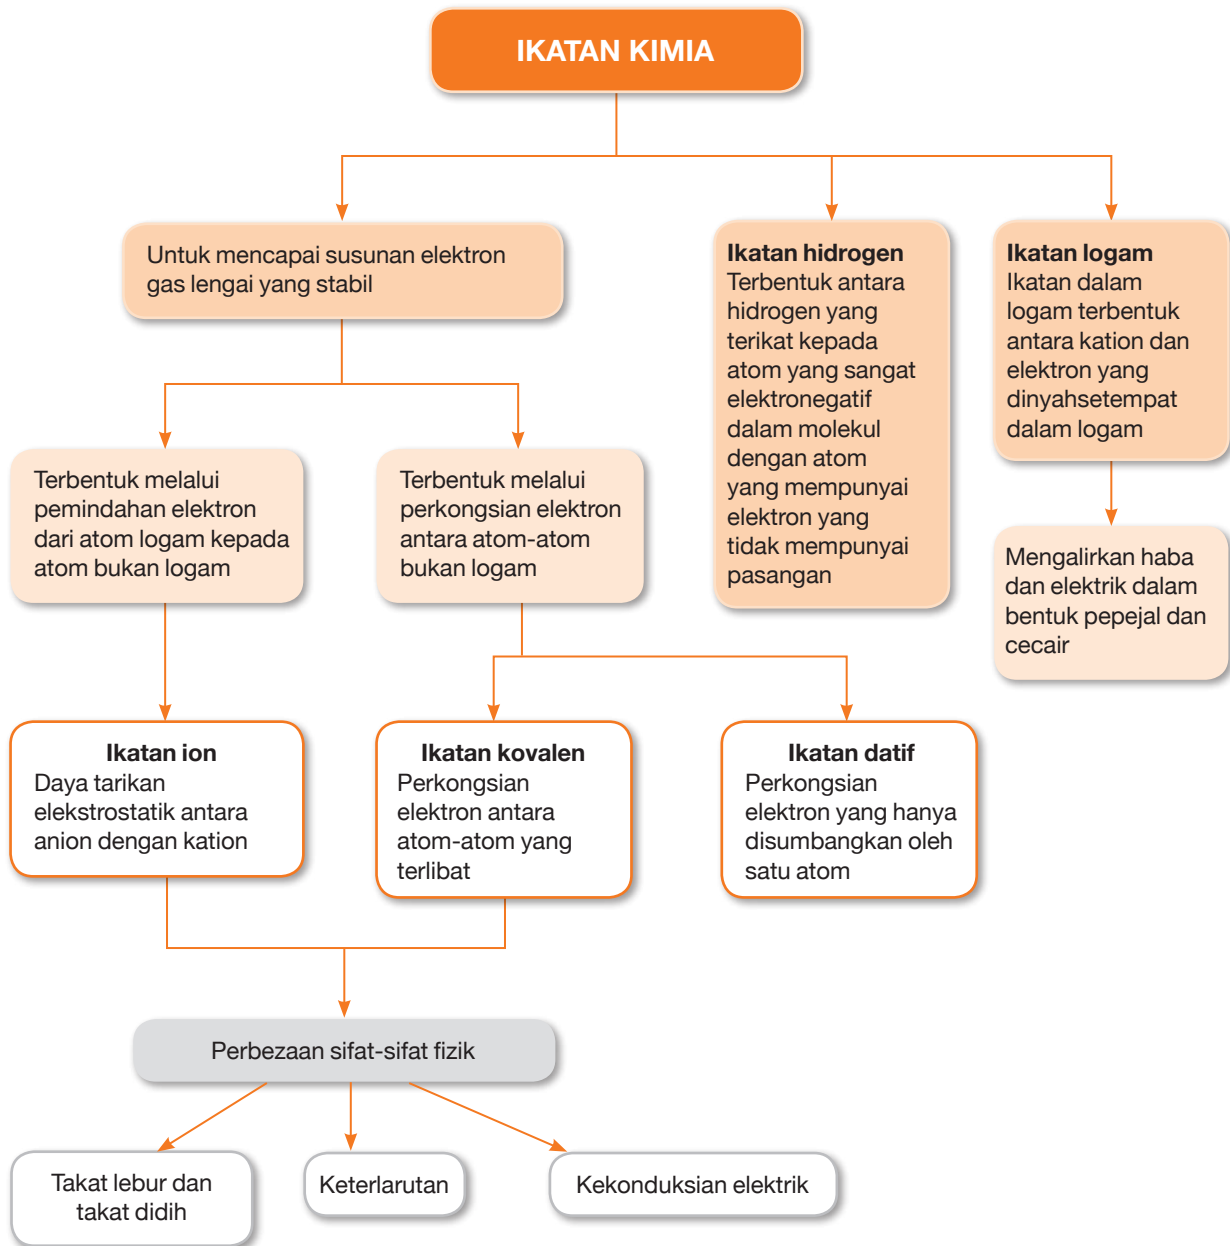 IKATAN KIMIA
Untuk mencapai susunan elektron
gas lengai yang stabil
Ikatan hidrogen
Terbentuk antara
hidrogen yang
terikat kepada
atom yang sangat
elektronegatif
dalam molekul
dengan atom
yang mempunyai
elektron yang
tidak mempunyai
pasangan
Ikatan logam
Ikatan dalam
logam terbentuk
antara kation dan
elektron yang
dinyahsetempat
dalam logam
Terbentuk melalui
pemindahan elektron
dari atom logam kepada
atom bukan logam
Terbentuk melalui
perkongsian elektron
antara atom-atom
bukan logam
Mengalirkan haba
dan elektrik dalam
bentuk pepejal dan
cecair
Ikatan ion
Daya tarikan
elekstrostatik antara
anion dengan kation
Ikatan kovalen
Perkongsian
elektron antara
atom-atom yang
terlibat
Ikatan datif
Perkongsian
elektron yang hanya
disumbangkan oleh
satu atom
Perbezaan sifat-sifat fizik
Takat lebur dan
takat didih
Keterlarutan
Kekonduksian elektrik